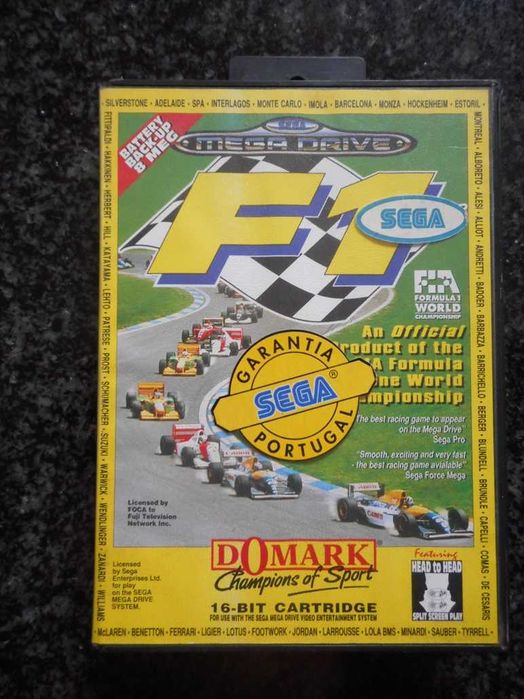 SILVERSTONE • ADELAIDE • SPA • INTERLAGOS • MONTE CARLO • IMOLA • BARCELONA • MONZA • HOCKENHEIM • ESTORIL
MONTREAL • ALBORETO • ALESI • ALLIOT • ANDRETTI • BADOER • BARBAZZA • BARRICHELLO • BERGER • BLUNDELL • BRUNDLE • CAPELLI • COMAS • DE CESARIS
FITTIPALDI • HAKKINEN • HERBERT • HILL • KATAYAMA • LEHTO • PATRESE • PROST • SCHUMACHER • SUZUKI • WARWICK • WENDLINGER • ZANARDI • WILLIAMS
BATTERY
BACK-UP
8 MEG
SEGA
MEGA DRIVE
F1
SEGA
FIA
FORMULA 1
WORLD
CHAMPIONSHIP
An Official
roduct of the
A Formula
ne World
mpionship
GARANTIA
SEGA®
PORTUGAL
The best racing game to appear
on the Mega Drive"
Sega Pro
"Smooth, exciting and very fast
- the best racing game avialable"
Sega Force Mega
Licensed by
FOCA to
Fuji Television
Network Inc.
Licensed
by Sega
Enterprises Ltd.
for play
on the SEGA
MEGA DRIVE
SYSTEM.
DOMARK
Champions of Sport
16-BIT CARTRIDGE
FOR USE WITH THE SEGA MEGA DRIVE VIDEO ENTERTAINMENT SYSTEM
Featuring
HEAD to HEAD
SPLIT SCREEN PLAY
McLAREN • BENETTON • FERRARI • LIGIER • LOTUS • FOOTWORK • JORDAN • LARROUSSE • LOLA BMS • MINARDI • SAUBER • TYRRELL •